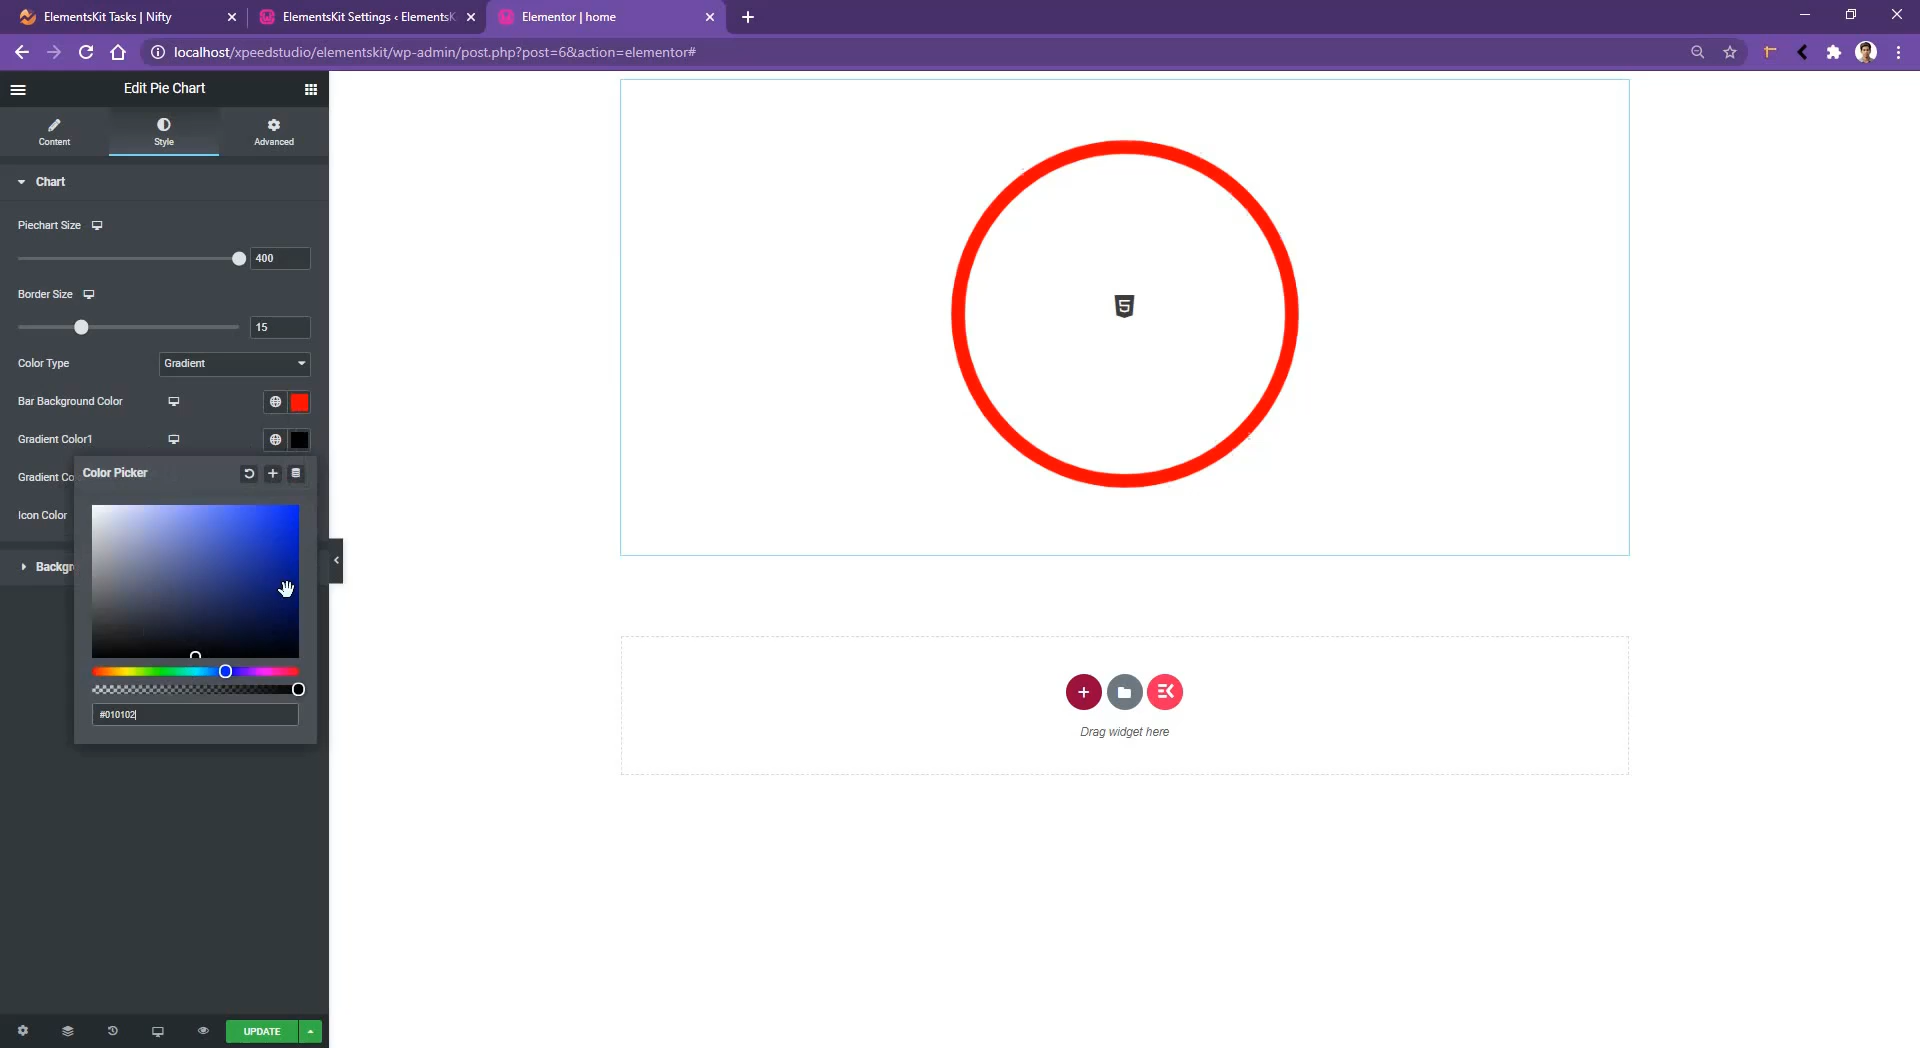 ElementsKit Tasks | Nifty
ElementsKit Settings ‹ ElementsK
Elementor | home
localhost/xpeedstudio/elementskit/wp-admin/post.php?post=6&action=elementor#
Edit Pie Chart
Content
Style
Advanced
Chart
Piechart Size
400
Border Size
15
Color Type
Gradient
Bar Background Color
Gradient Color1
Color Picker
Gradient Co
Icon Color
Backgr
#010102
Drag widget here
UPDATE